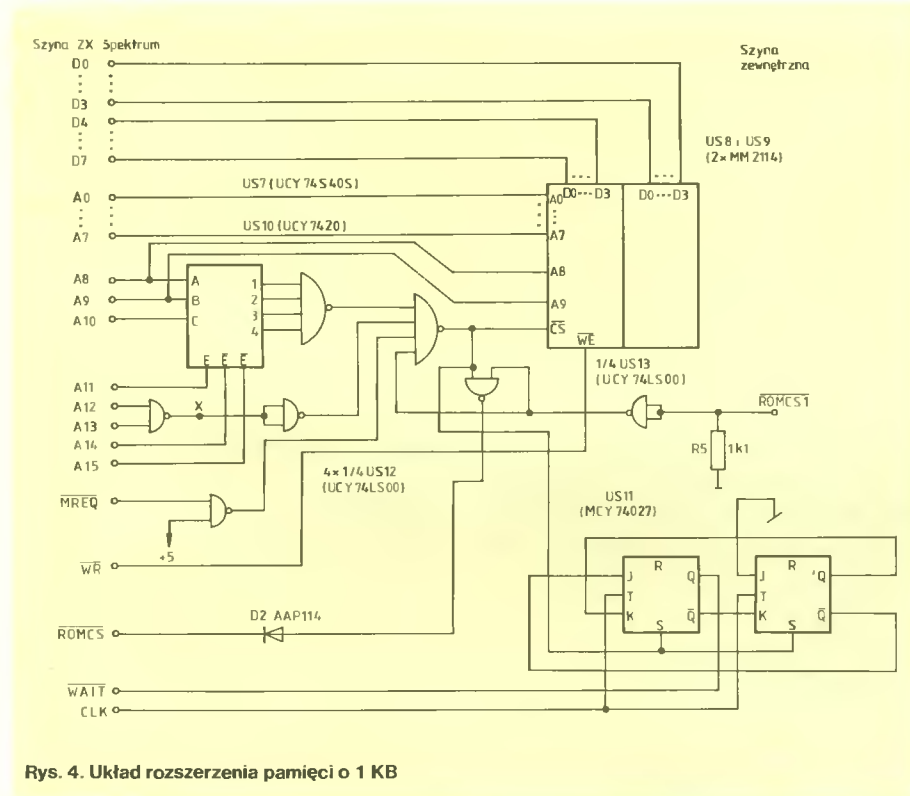 Szyna ZX Spektrum
Szyna
zewnętrzna
D0
D3
D4
D7
US8 i US9
(2x MM 2114)
US7 (UCY 74S40S)
A0
D0···D3
D0···D3
A0
US10 (UCY 7420)
A7
A7
A8
A
1
A8
A9
B
2
A9
A10
C
3
4
CS
WE
E
E
E
A11
1/4 US13
(UCY 74LS00)
A12
X
A13
ROMCS1
A14
R5
1k1
A15
4x 1/4 US12
(UCY 74LS00)
MREQ
US11
(MCY 74027)
+5
WR
J
R
Q
J
R
'Q
T
T
K
Q
K
Q
S
S
D2 AAP114
ROMCS
WAIT
CLK
Rys. 4. Układ rozszerzenia pamięci o 1 KB